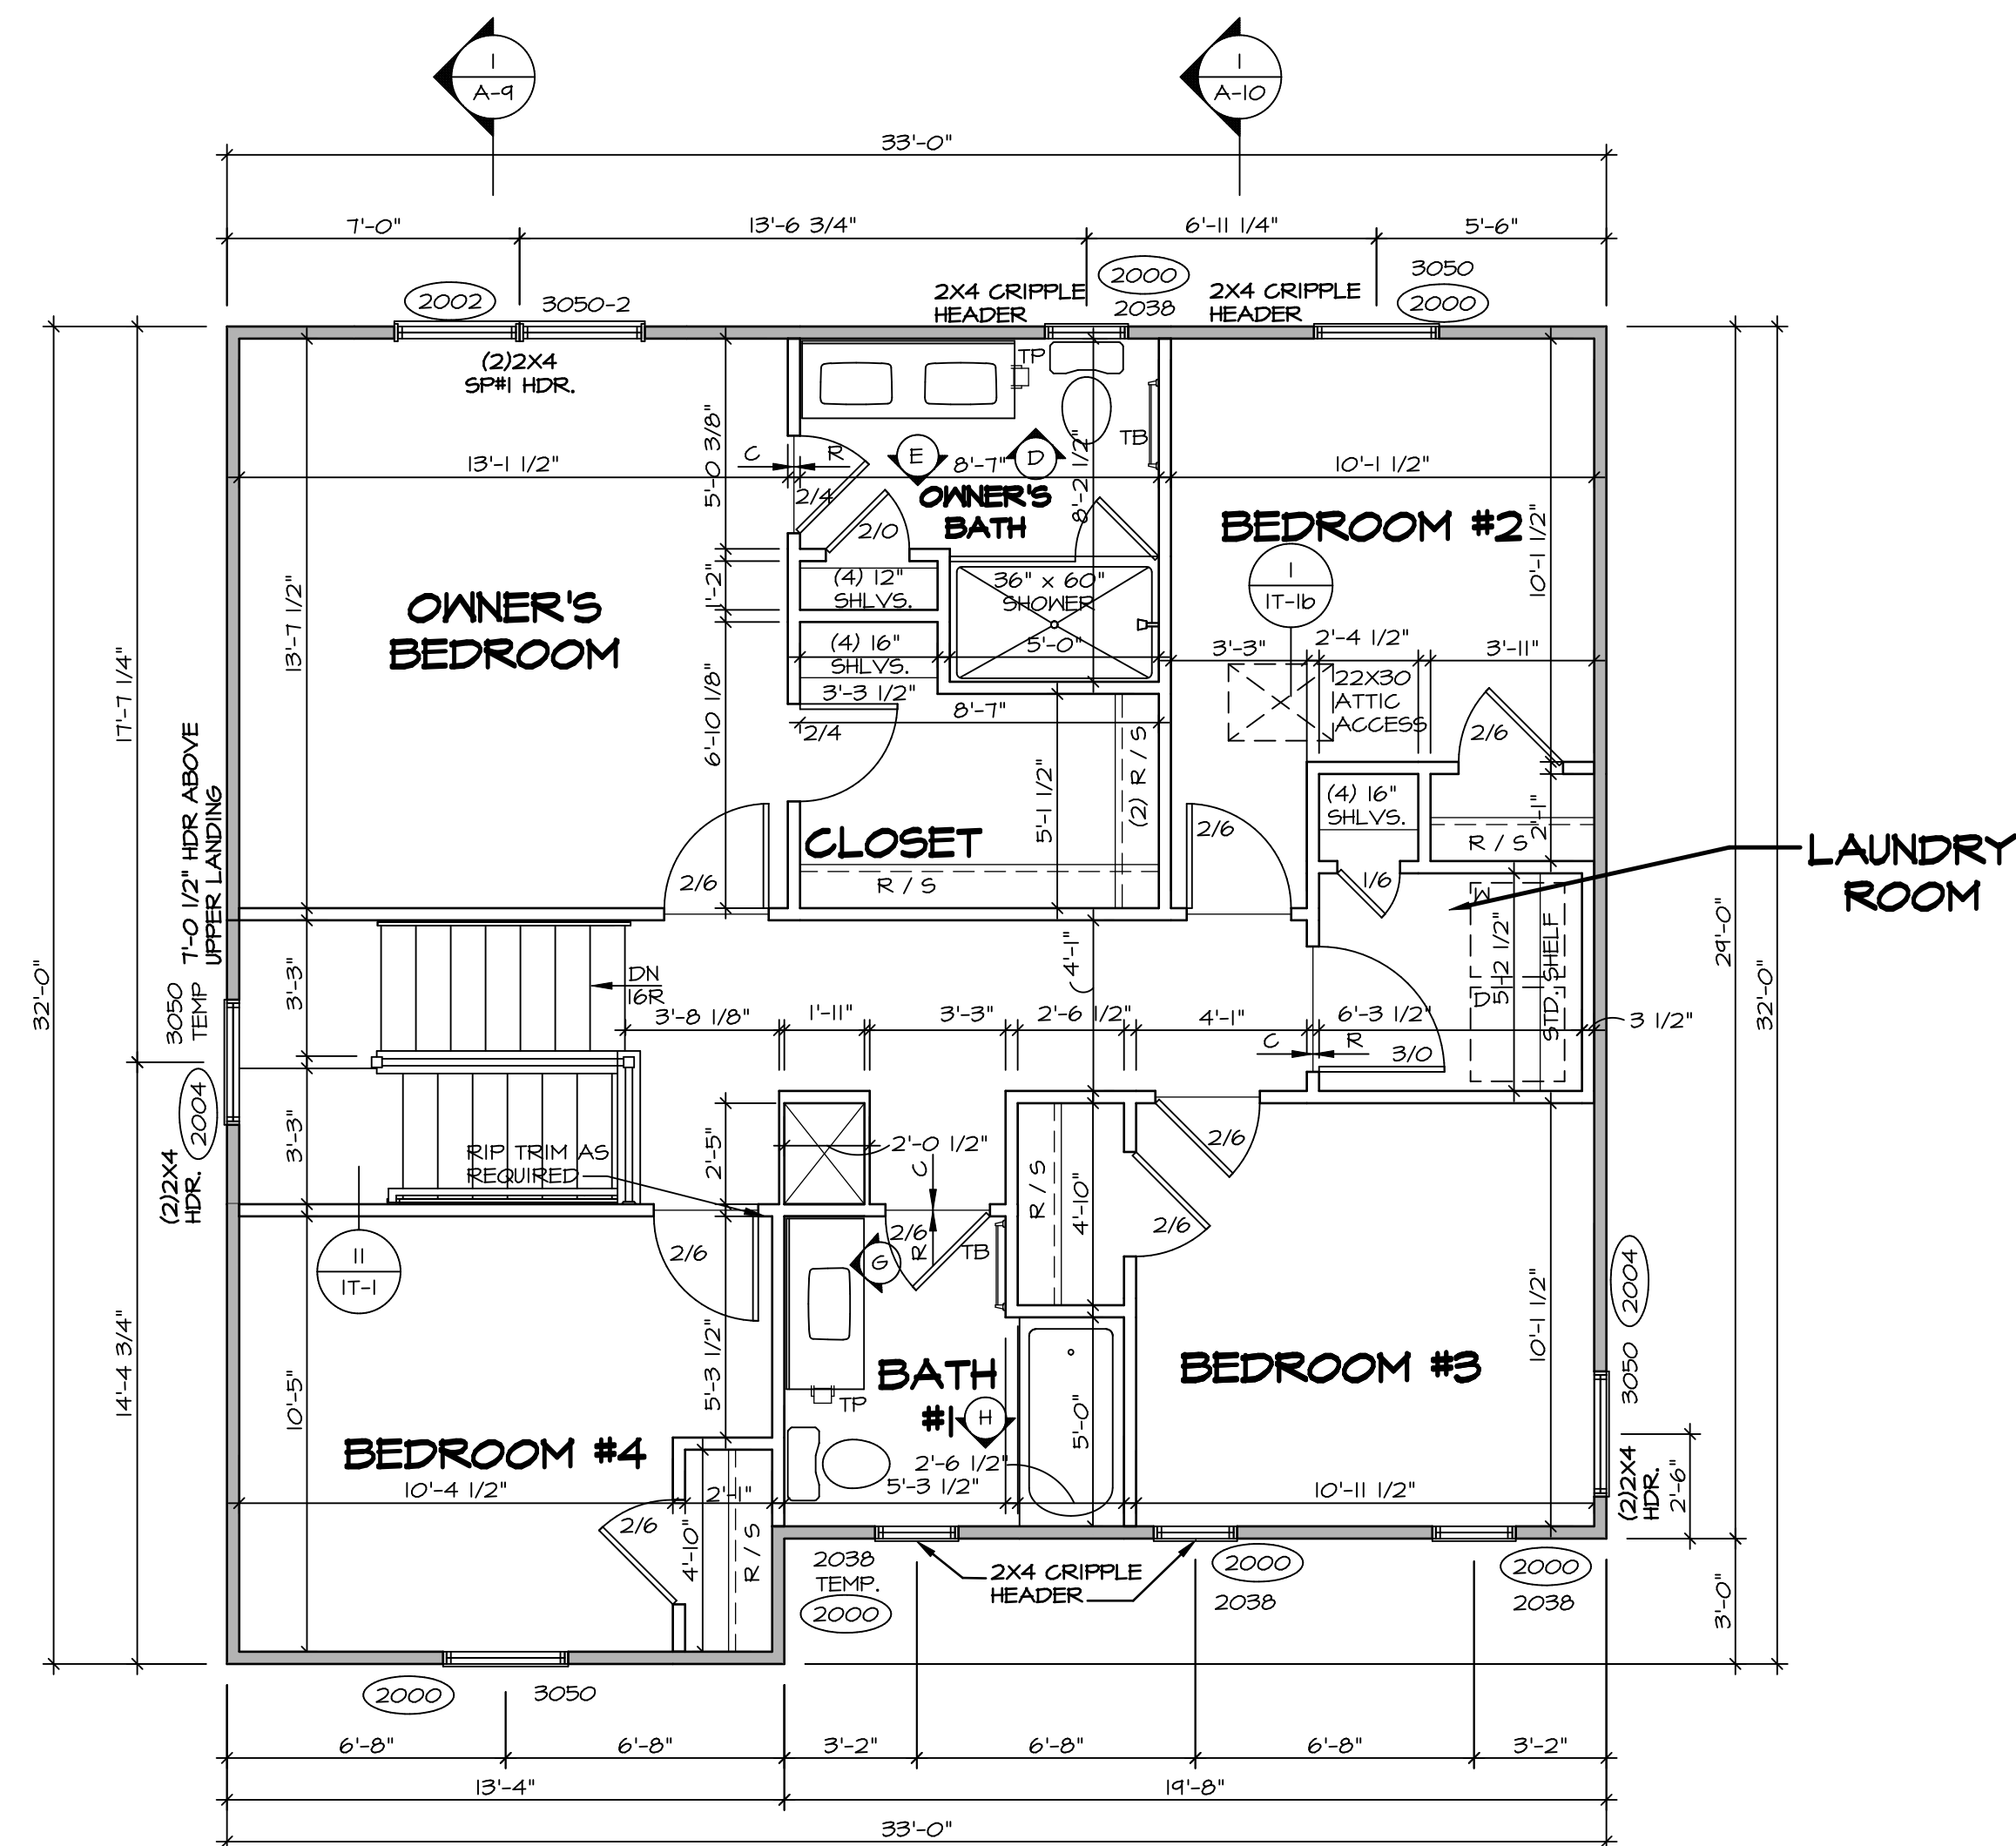 1
A-9
1
A-10
33'-0"
7'-0"
13'-6 3/4"
6'-11 1/4"
5'-6"
2002
3050-2
2X4 CRIPPLE
HEADER
2000
2038
2X4 CRIPPLE
HEADER
3050
2000
(2)2X4
SP#1 HDR.
TP
TB
C
R
E
D
13'-1 1/2"
5'-0 3/8"
8'-7"
8'-2 1/2"
10'-1 1/2"
2/4
OWNER'S
BATH
2/0
BEDROOM #2
10'-1 1/2"
1
1T-1b
OWNER'S
BEDROOM
13'-7 1/2"
1'-2"
(4) 12"
SHLVS.
36" x 60"
SHOWER
5'-0"
(4) 16"
SHLVS.
3'-3 1/2"
8'-7"
3'-3"
2'-4 1/2"
3'-11"
22X30
ATTIC
ACCESS
2/6
17'-7 1/4"
7'-0 1/2" HDR ABOVE
UPPER LANDING
6'-10 1/8"
2/4
5'-1 1/2"
(2) R / S
CLOSET
R / S
2/6
2/6
(4) 16"
SHLVS.
2'-1"
R / S
1/6
LAUNDRY
ROOM
W
D
5'-2 1/2"
STD. SHELF
29'-0"
32'-0"
32'-0"
3050
TEMP
2004
(2)2X4
HDR.
3'-3"
DN
16R
3'-8 1/8"
1'-11"
3'-3"
4'-1"
2'-6 1/2"
4'-1"
6'-3 1/2"
3 1/2"
C
R
3/0
3'-3"
RIP TRIM AS
REQUIRED
2'-5"
2'-0 1/2"
C
R
2/6
TB
R / S
4'-10"
2/6
2/6
11
1T-1
2/6
G
14'-4 3/4"
10'-5"
5'-3 1/2"
TP
BATH
#1
H
5'-0"
BEDROOM #3
10'-1 1/2"
2004
3050
(2)2X4
HDR.
2'-6"
BEDROOM #4
10'-4 1/2"
2'-1"
2'-6 1/2"
5'-3 1/2"
10'-11 1/2"
2/6
4'-10"
R / S
2038
TEMP.
2000
2X4 CRIPPLE
HEADER
2000
2038
2000
2038
3'-0"
2000
3050
6'-8"
6'-8"
3'-2"
6'-8"
6'-8"
3'-2"
13'-4"
19'-8"
33'-0"